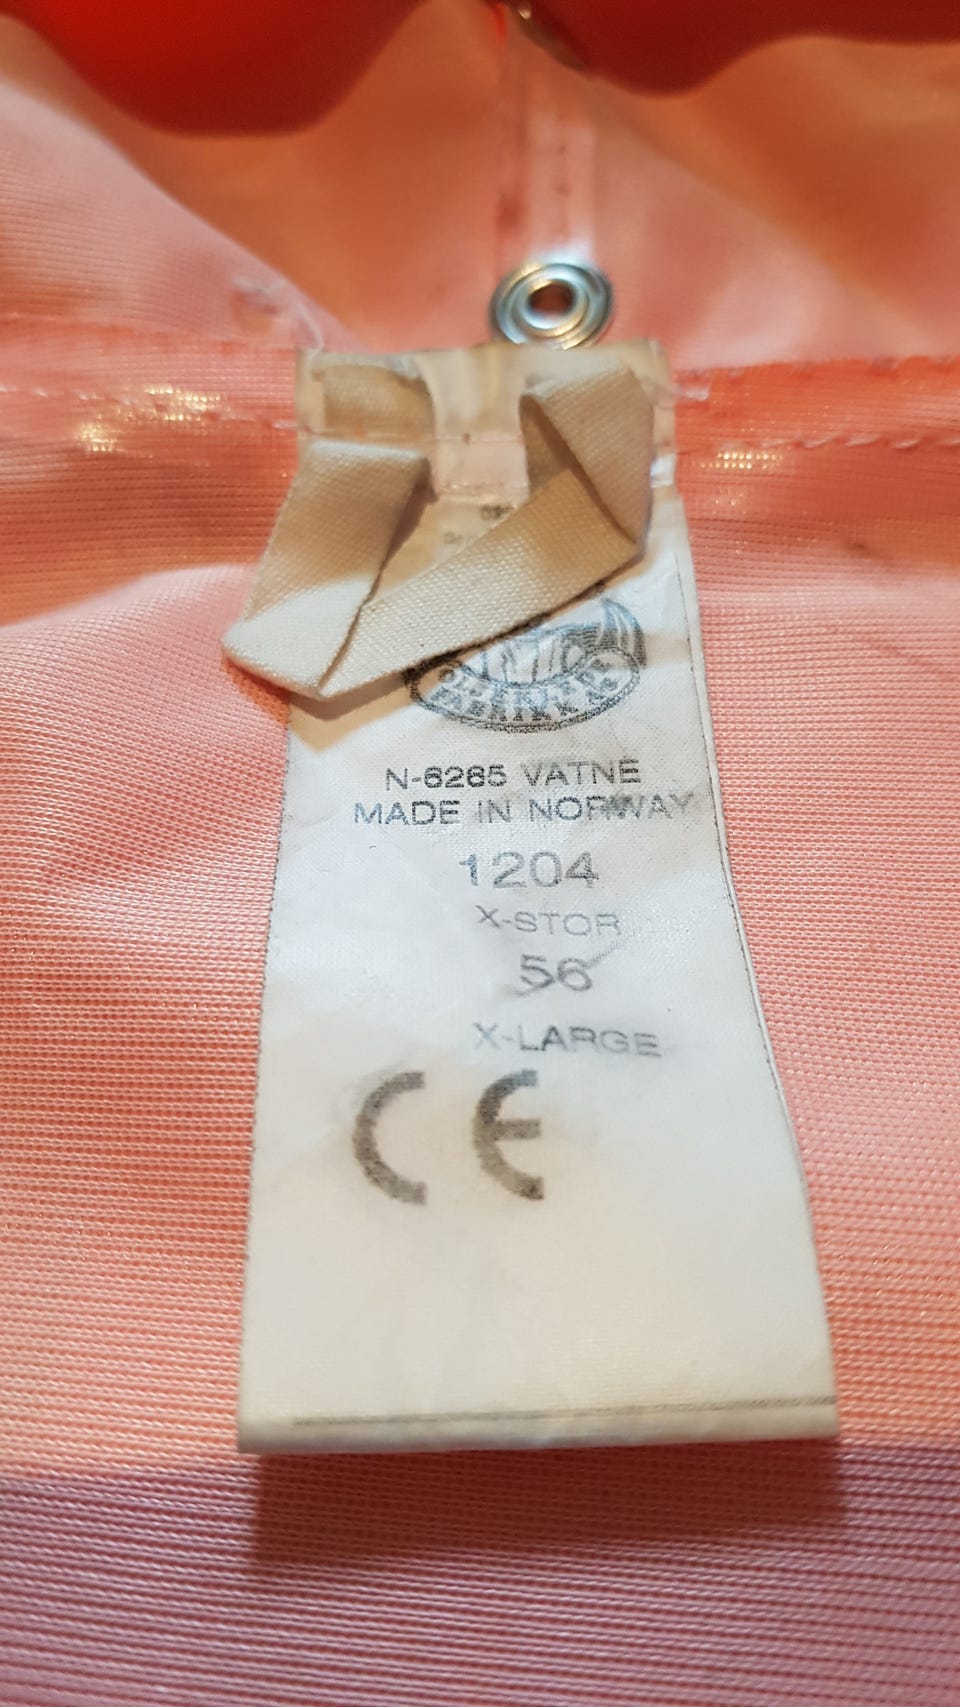 N-6285 VATNE
MADE IN NORWAY
1204
X-STOR
56
X-LARGE
CE